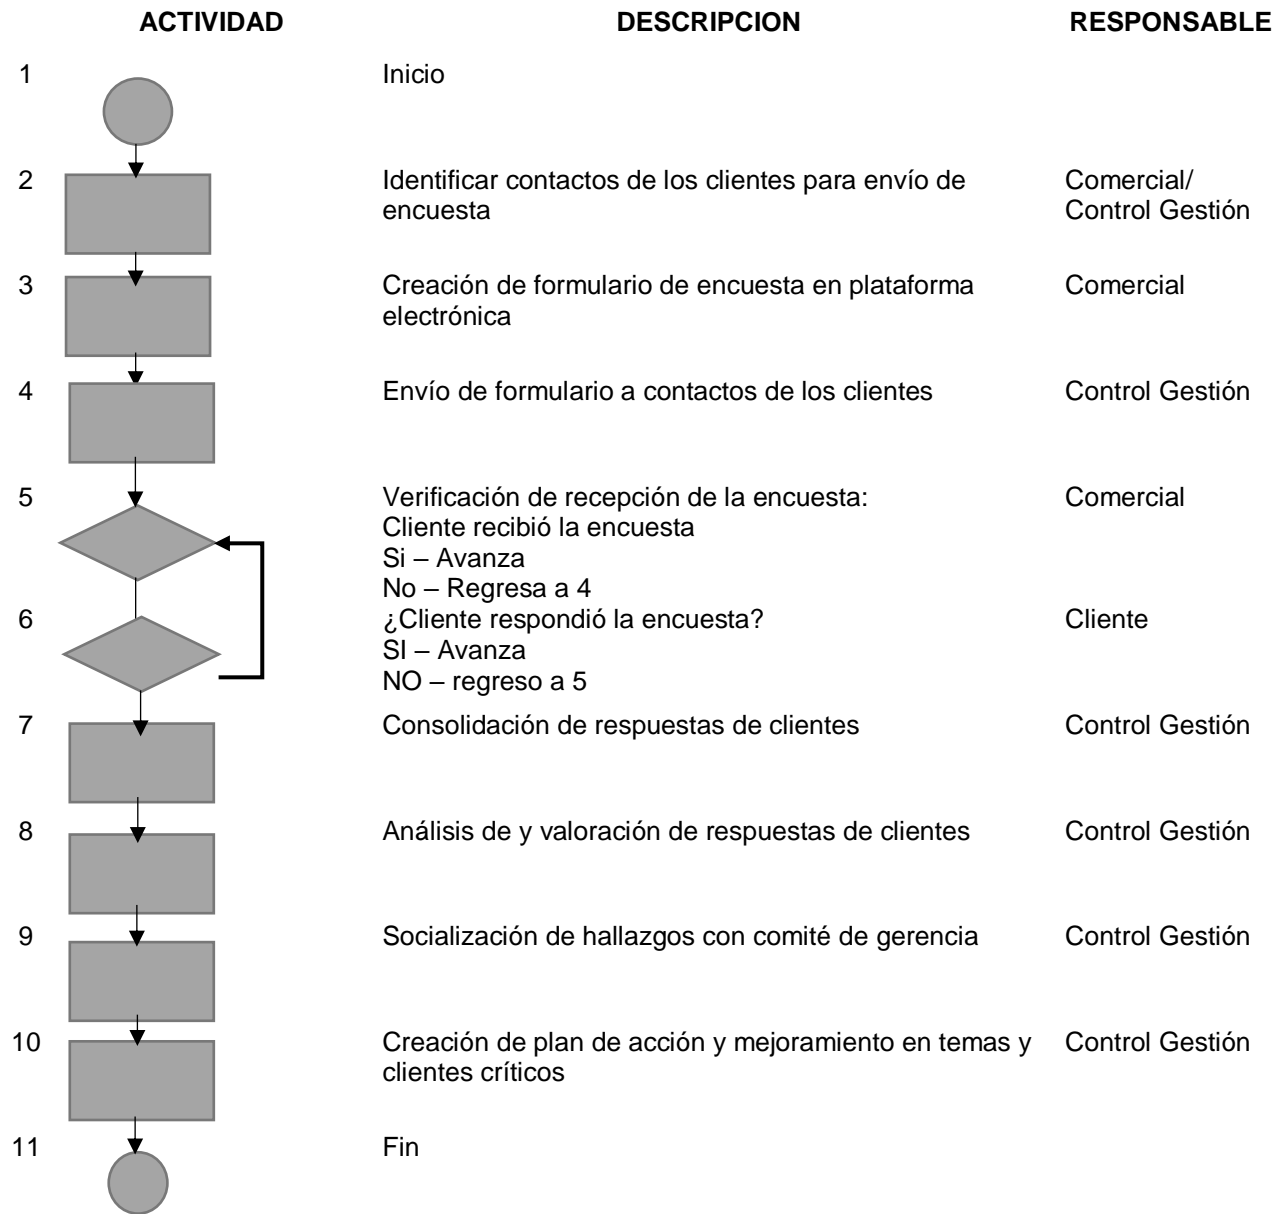 ACTIVIDAD DESCRIPCION RESPONSABLE
1 Inicio
2 Identificar contactos de los clientes para envío de Comercial/
encuesta Control Gestión
3 Creación de formulario de encuesta en plataforma Comercial
electrónica
4 Envío de formulario a contactos de los clientes Control Gestión
5 Verificación de recepción de la encuesta: Comercial
Cliente recibió la encuesta
Si – Avanza
No – Regresa a 4
6 ¿Cliente respondió la encuesta? Cliente
SI – Avanza
NO – regreso a 5
7 Consolidación de respuestas de clientes Control Gestión
8 Análisis de y valoración de respuestas de clientes Control Gestión
9 Socialización de hallazgos con comité de gerencia Control Gestión
10 Creación de plan de acción y mejoramiento en temas y Control Gestión
clientes críticos
11 Fin